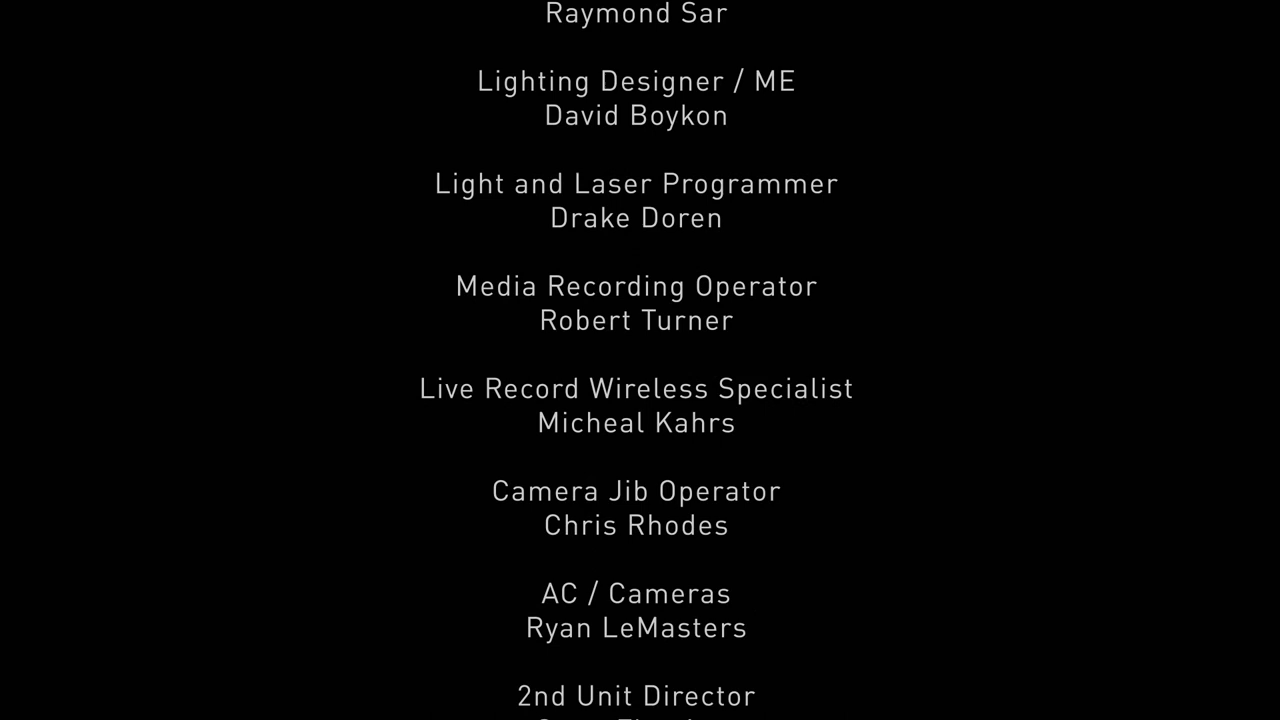 Raymond Sar
Lighting Designer / ME
David Boykon
Light and Laser Programmer
Drake Doren
Media Recording Operator
Robert Turner
Live Record Wireless Specialist
Micheal Kahrs
Camera Jib Operator
Chris Rhodes
AC / Cameras
Ryan LeMasters
2nd Unit Director